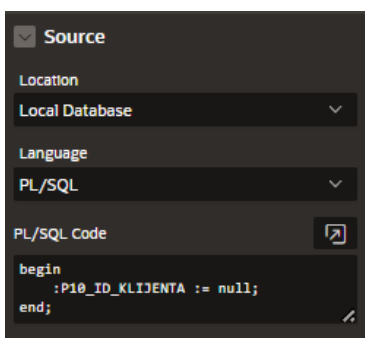 Source
Location
Local Database
Language
PL/SQL
PL/SQL Code
begin
    :P10_ID_KLIJENTA := null;
end;